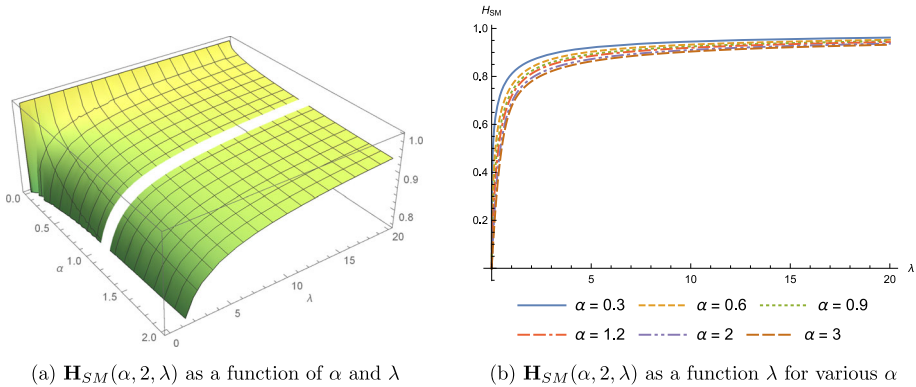 1.0
0.9
0.8
0.0
0.5
1.0
1.5
2.0
α
0
5
10
15
20
λ
H_SM
1.0
0.8
0.6
0.4
0.2
5
10
15
20
λ
α = 0.3 α = 0.6 α = 0.9
α = 1.2 α = 2 α = 3
(a) H_SM(α, 2, λ) as a function of α and λ
(b) H_SM(α, 2, λ) as a function λ for various α